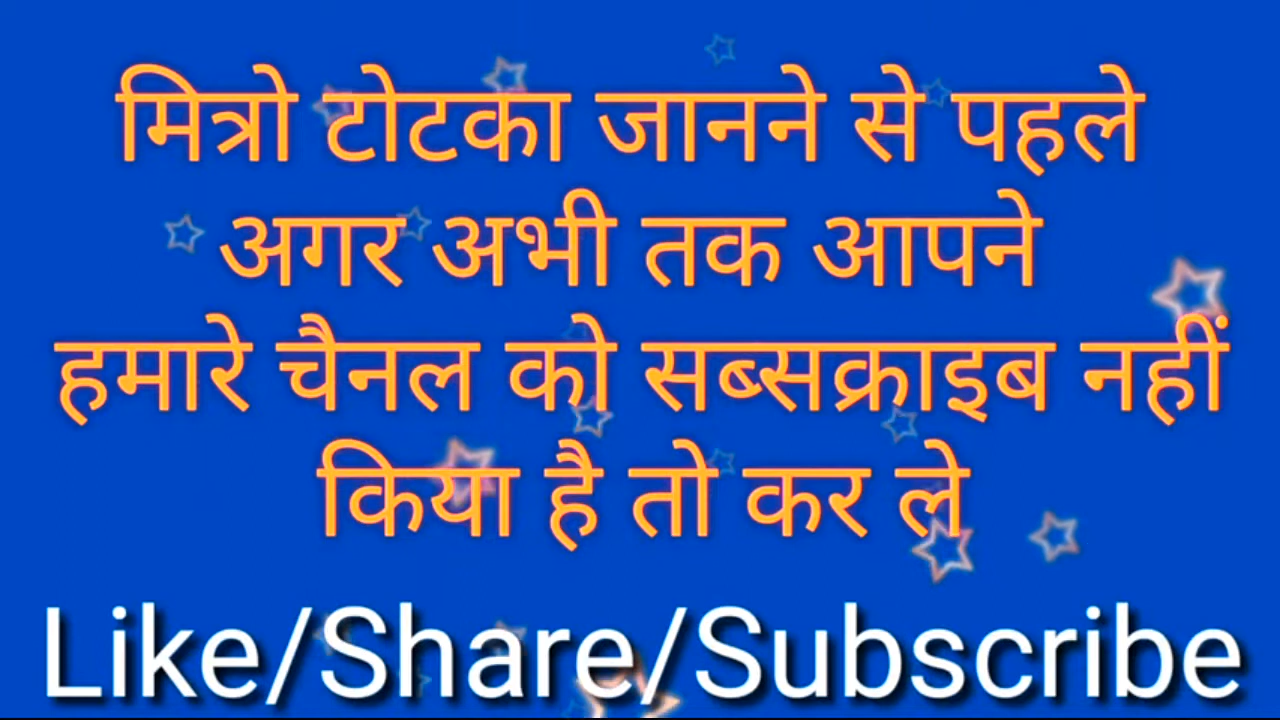 मित्रो टोटका जानने से पहले
अगर अभी तक आपने
हमारे चैनल को सब्सक्राइब नहीं
किया है तो कर ले
Like/Share/Subscribe